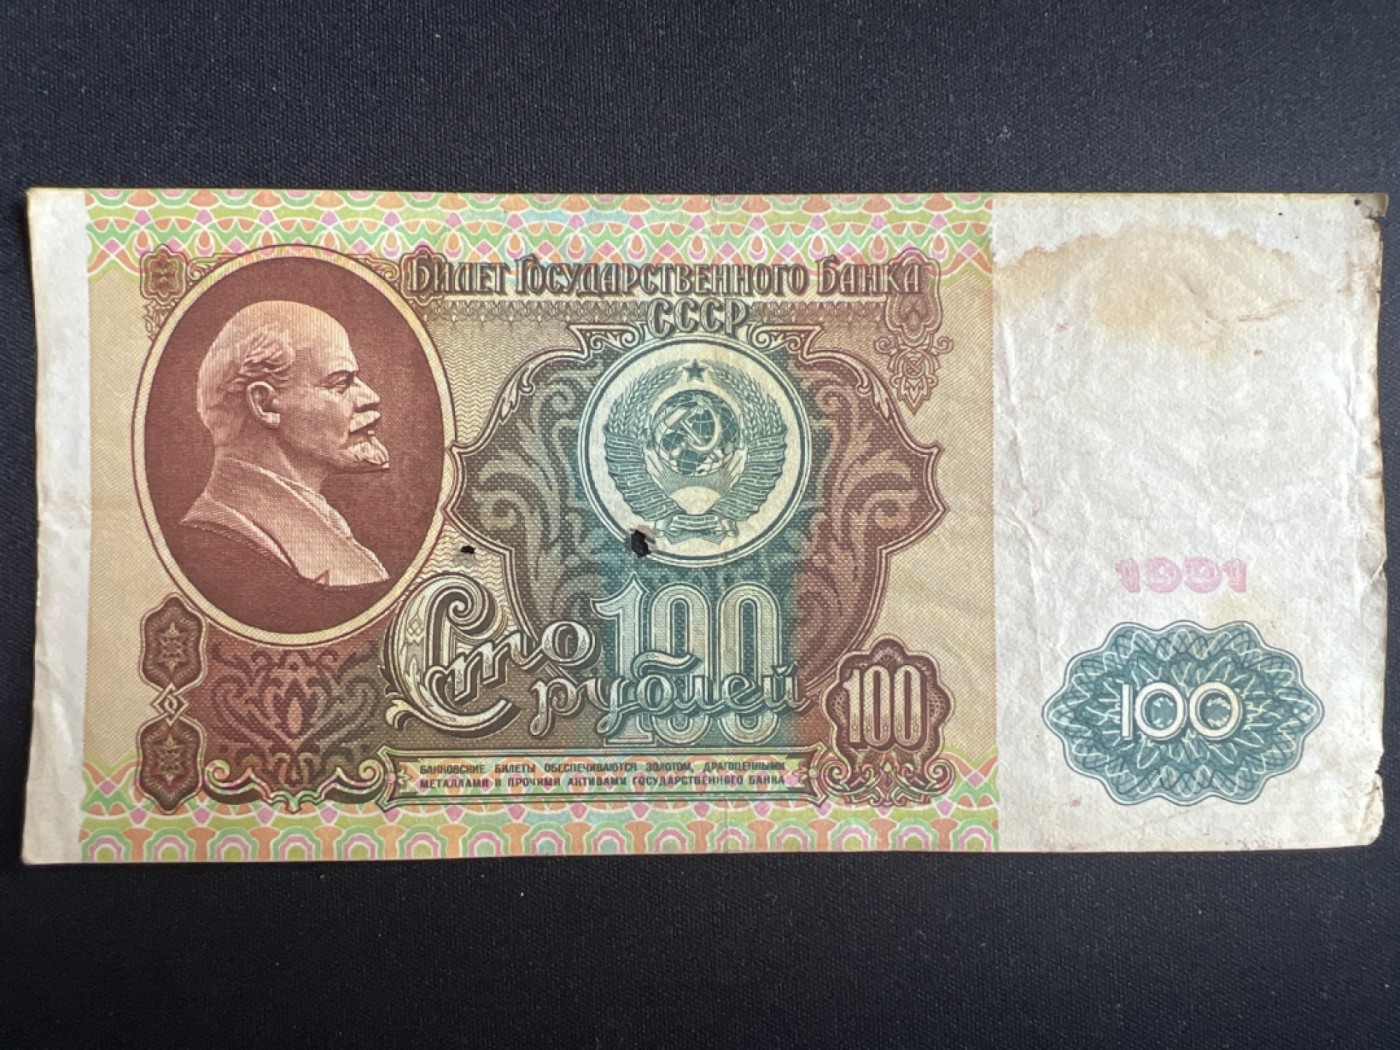 Билет Государственного Банка
СССР
1991
Сто
рублей
100
100
100
БАНКОВСКИЕ БИЛЕТЫ ОБЕСПЕЧИВАЮТСЯ ЗОЛОТОМ, ДРАГОЦЕННЫМИ
МЕТАЛЛАМИ И ПРОЧИМИ АКТИВАМИ ГОСУДАРСТВЕННОГО БАНКА